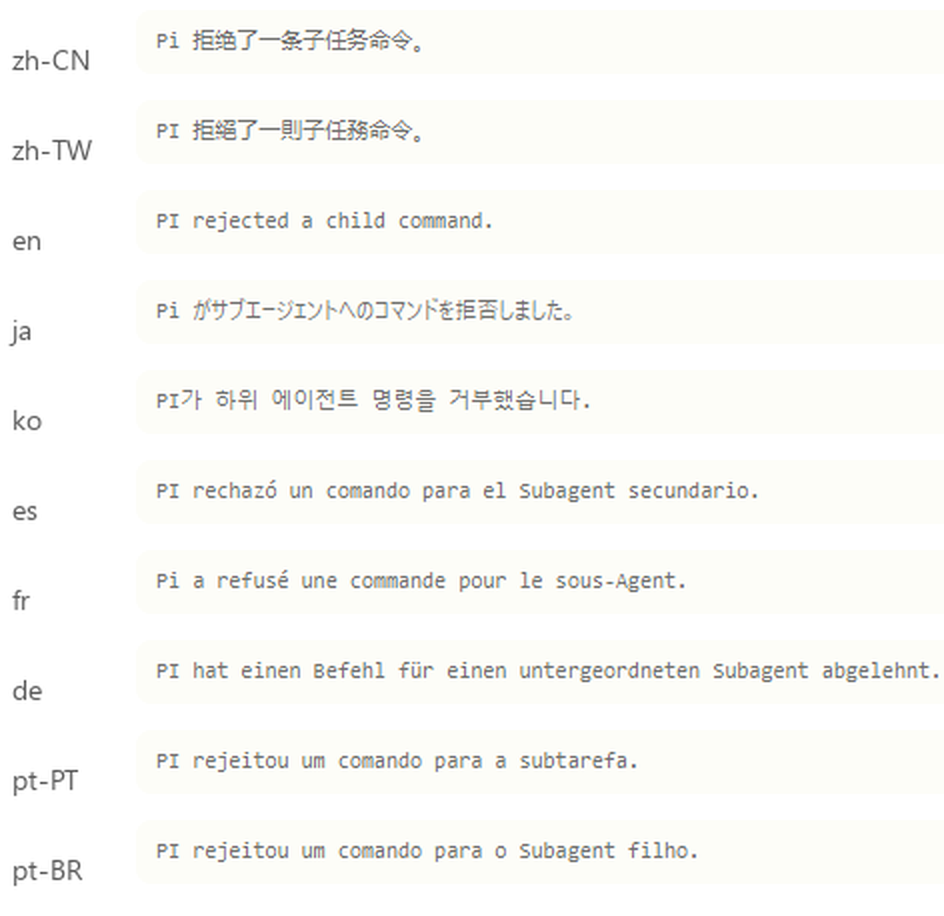 zh-CN Pi 拒绝了一条子任务命令。
zh-TW PI 拒絕了一則子任務命令。
en PI rejected a child command.
ja Pi がサブエージェントへのコマンドを拒否しました。
ko PI가 하위 에이전트 명령을 거부했습니다.
es PI rechazó un comando para el Subagent secundario.
fr Pi a refusé une commande pour le sous-Agent.
de PI hat einen Befehl für einen untergeordneten Subagent abgelehnt.
pt-PT PI rejeitou um comando para a subtarefa.
pt-BR PI rejeitou um comando para o Subagent filho.